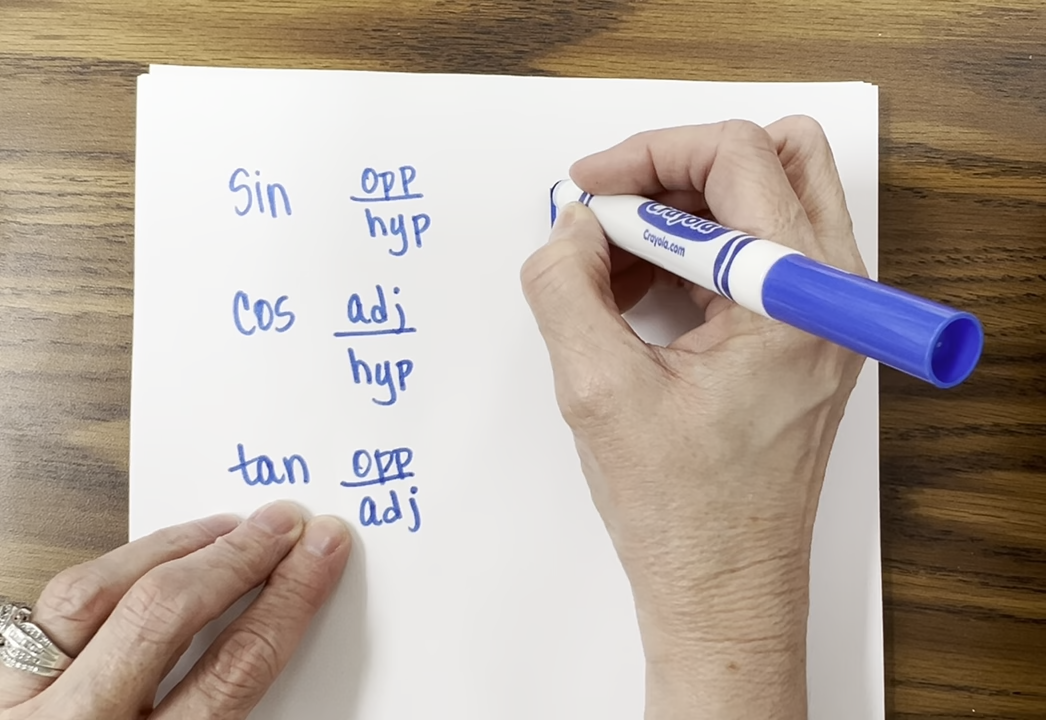 Sin opp
hyp
cos adj
hyp
tan opp
adj
Crayola
Crayola.com